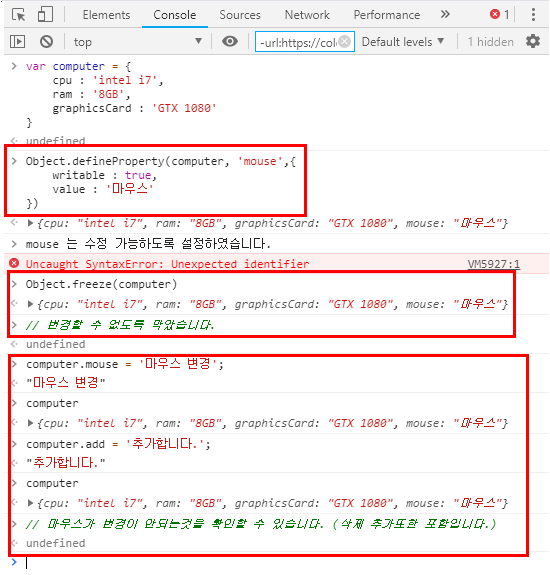 Elements Console Sources Network Performance » 1
top -url:https://colo Default levels 1 hidden
var computer = {
cpu : 'intel i7',
ram : '8GB',
graphicsCard : 'GTX 1080'
}
undefined
Object.defineProperty(computer, 'mouse',{
writable : true,
value : '마우스'
})
{cpu: "intel i7", ram: "8GB", graphicsCard: "GTX 1080", mouse: "마우스"}
mouse 는 수정 가능하도록 설정하였습니다.
Uncaught SyntaxError: Unexpected identifier VM5927:1
Object.freeze(computer)
{cpu: "intel i7", ram: "8GB", graphicsCard: "GTX 1080", mouse: "마우스"}
// 변경할 수 없도록 막았습니다.
undefined
computer.mouse = '마우스 변경';
"마우스 변경"
computer
{cpu: "intel i7", ram: "8GB", graphicsCard: "GTX 1080", mouse: "마우스"}
computer.add = '추가합니다.';
"추가합니다."
computer
{cpu: "intel i7", ram: "8GB", graphicsCard: "GTX 1080", mouse: "마우스"}
// 마우스가 변경이 안되는것을 확인할 수 있습니다. (삭제 추가또한 포함입니다.)
undefined